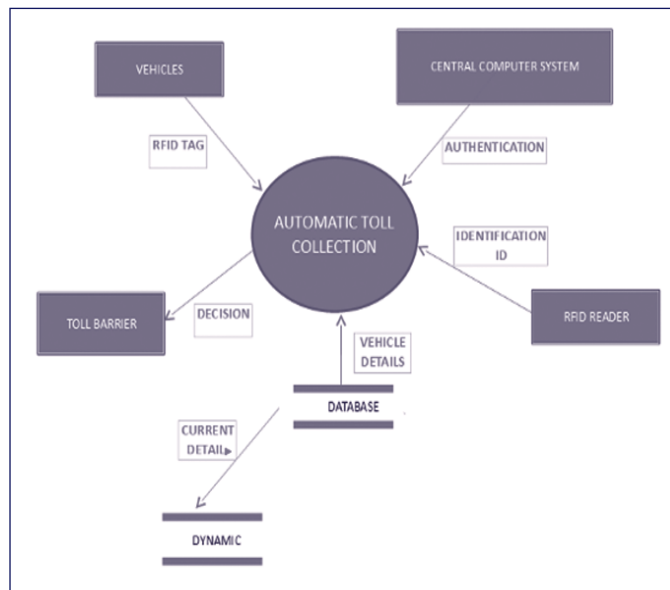 VEHICLES
CENTRAL COMPUTER SYSTEM
RFID TAG
AUTHENTICATION
AUTOMATIC TOLL
COLLECTION
IDENTIFICATION
ID
TOLL BARRIER
DECISION
RFID READER
VEHICLE
DETAILS
DATABASE
CURRENT
DETAIL
DYNAMIC